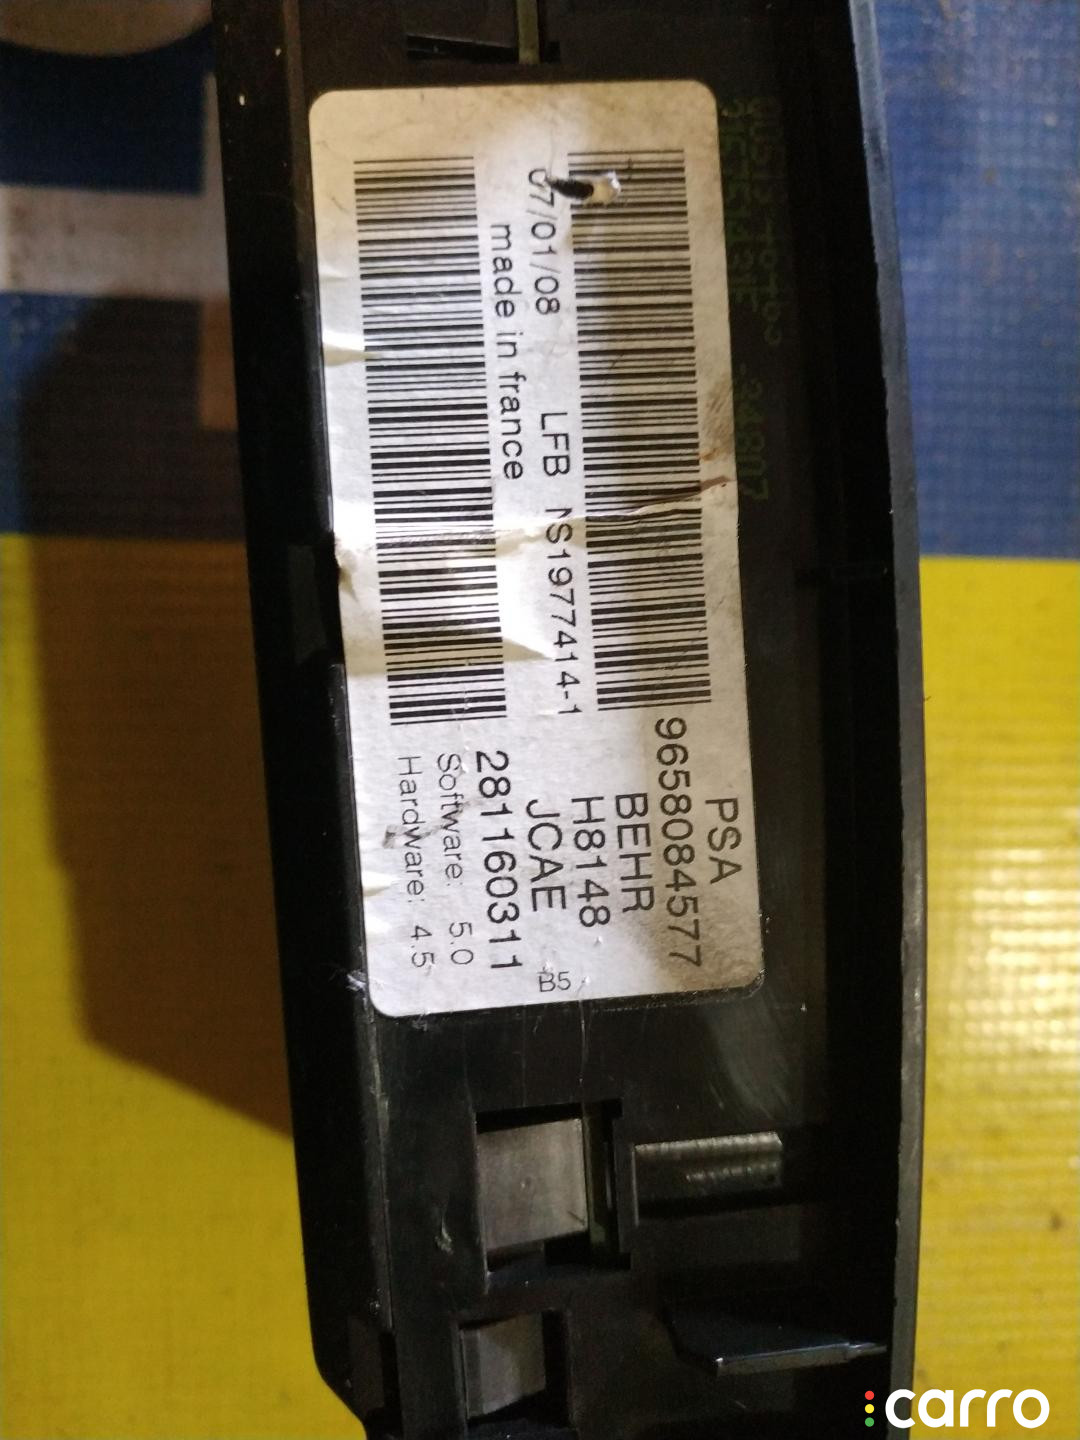 PSA
9658084577
BEHR
H8148
JCAE
281160311
Software: 5.0
Hardware: 4.5
B5
07/01/08 LFB NS1977414-1
made in france
carro